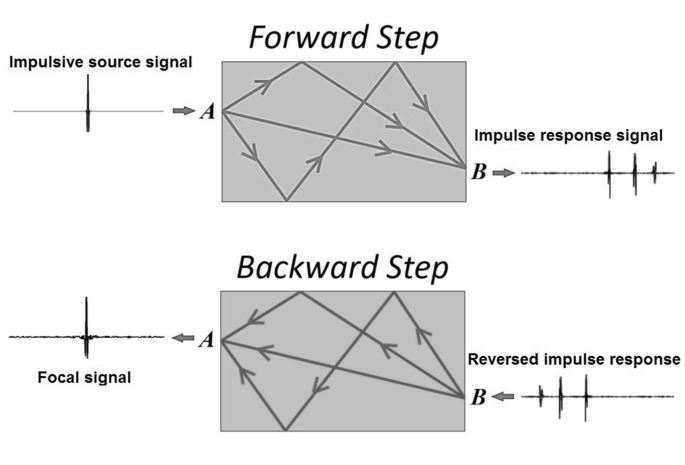 Forward Step
Impulsive source signal
A
Impulse response signal
B
Backward Step
A
Focal signal
Reversed impulse response
B